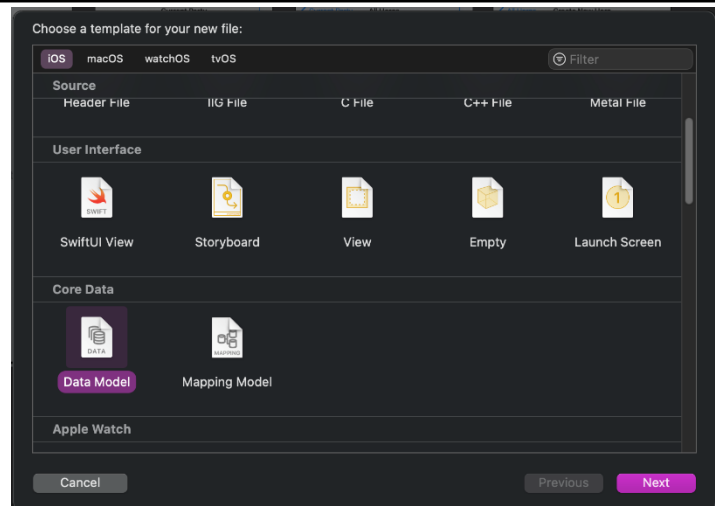 Choose a template for your new file:
iOS macOS watchOS tvOS Filter
Source
Header File IIG File C File C++ File Metal File
User Interface
SWIFT 1
SwiftUI View Storyboard View Empty Launch Screen
Core Data
DATA MAPPING
Data Model Mapping Model
Apple Watch
Cancel Previous Next